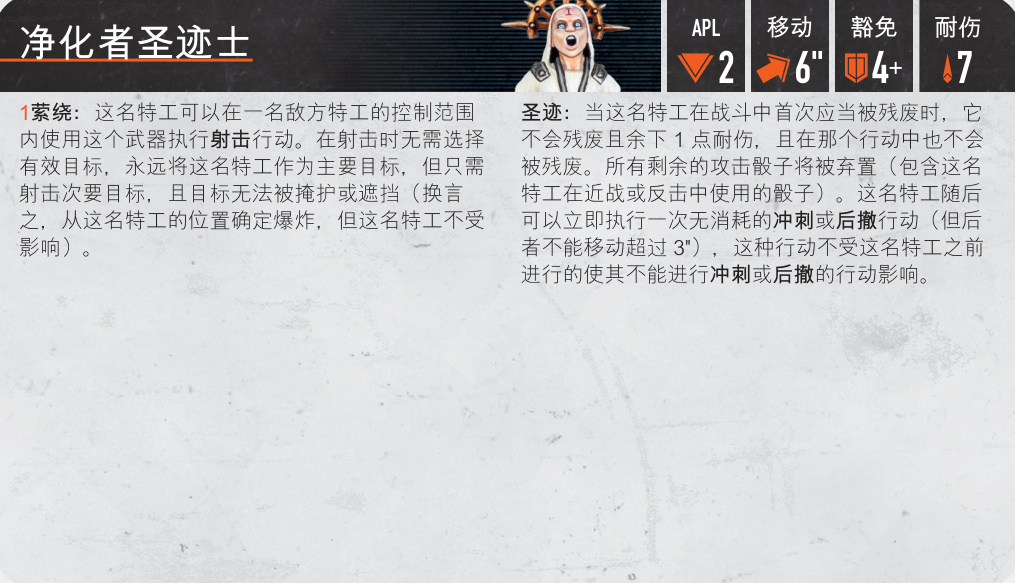 净化者圣迹士
APL
2
移动
6"
豁免
4+
耐伤
7
1萦绕：这名特工可以在一名敌方特工的控制范围
内使用这个武器执行射击行动。在射击时无需选择
有效目标，永远将这名特工作为主要目标，但只需
射击次要目标，且目标无法被掩护或遮挡（换言
之，从这名特工的位置确定爆炸，但这名特工不受
影响）。
圣迹：当这名特工在战斗中首次应当被残废时，它
不会残废且余下 1 点耐伤，且在那个行动中也不会
被残废。所有剩余的攻击骰子将被弃置（包含这名
特工在近战或反击中使用的骰子）。这名特工随后
可以立即执行一次无消耗的冲刺或后撤行动（但后
者不能移动超过 3"），这种行动不受这名特工之前
进行的使其不能进行冲刺或后撤的行动影响。